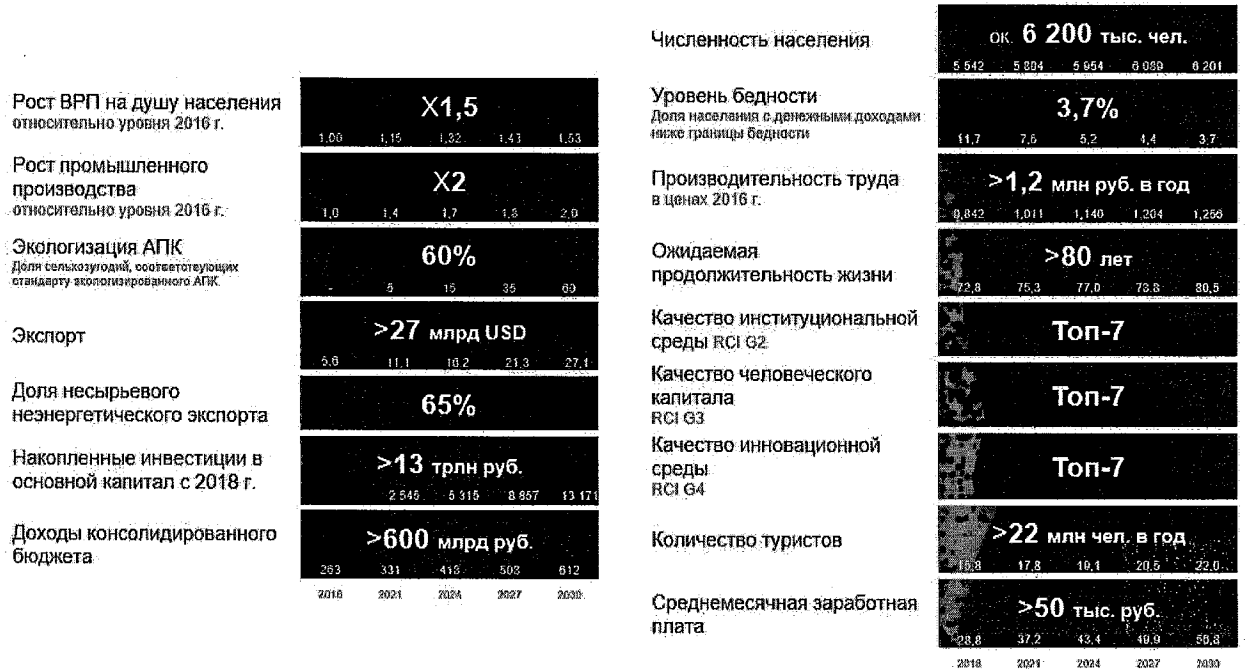 Рост ВРП на душу населения
относительно уровня 2016 г.
X1,5
1,00 1,15 1,32 1,43 1,53
Рост промышленного
производства
относительно уровня 2016 г.
X2
1,0 1,4 1,7 1,8 2,0
Экологизация АПК
Доля сельхозугодий, соответствующих
стандарту экологизированного АПК
60%
- 5 15 35 60
Экспорт
>27 млрд USD
5,6 11,1 16,2 21,3 27,1
Доля несырьевого
неэнергетического экспорта
65%
Накопленные инвестиции в
основной капитал с 2018 г.
>13 трлн руб.
2 545 5 315 8 857 13 171
Доходы консолидированного
бюджета
>600 млрд руб.
263 331 413 503 612
2016 2021 2024 2027 2030
Численность населения
ок. 6 200 тыс. чел.
5 542 5 804 5 954 6 089 6 201
Уровень бедности
Доля населения с денежными доходами
ниже границы бедности
3,7%
11,7 7,6 5,2 4,4 3,7
Производительность труда
в ценах 2016 г.
>1,2 млн руб. в год
0,842 1,011 1,140 1,204 1,256
Ожидаемая
продолжительность жизни
>80 лет
72,8 75,3 77,0 73,8 80,5
Качество институциональной
среды RCI G2
Топ-7
Качество человеческого
капитала
RCI G3
Топ-7
Качество инновационной
среды
RCI G4
Топ-7
Количество туристов
>22 млн чел. в год
17,8 19,1 20,5 22,0
Среднемесячная заработная
плата
>50 тыс. руб.
28,8 37,2 43,4 49,9 56,8
2016 2021 2024 2027 2030